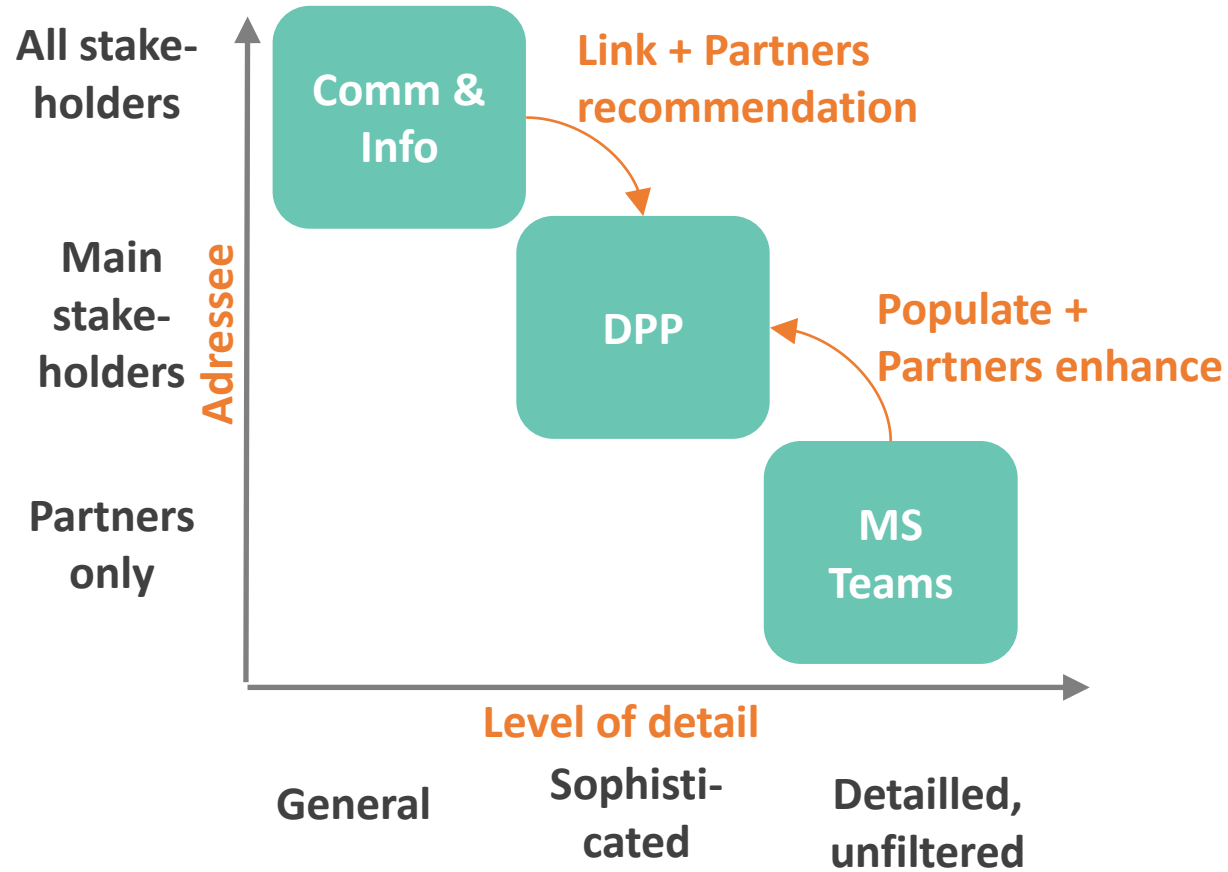 All stake-
holders
Comm &
Info
Link + Partners
recommendation
Main
stake-
holders
Adressee
DPP
Populate +
Partners enhance
Partners
only
MS
Teams
Level of detail
General
Sophisti-
cated
Detailled,
unfiltered